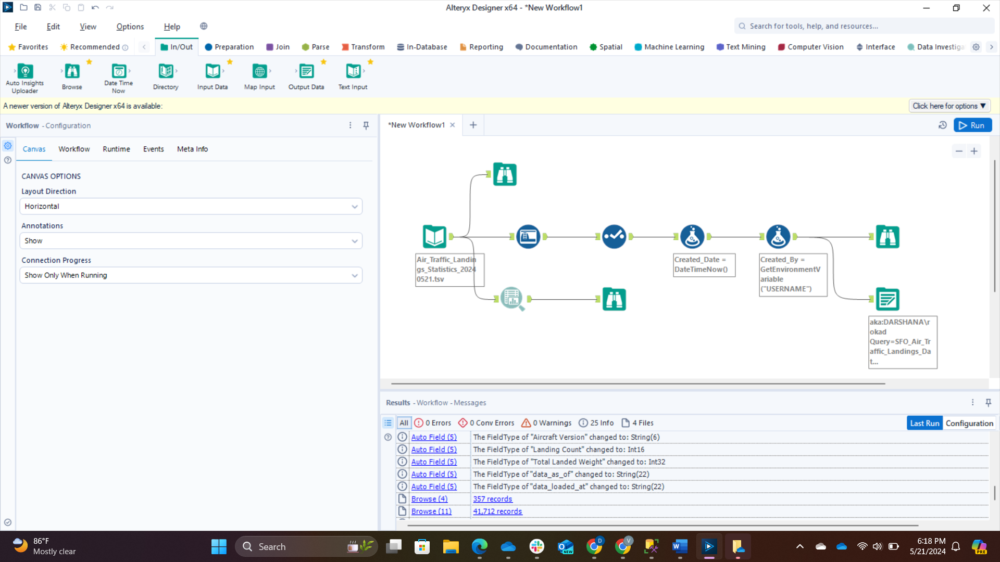 Alteryx Designer x64 - *New Workflow1
File Edit View Options Help
Search for tools, help, and resources...
Favorites Recommended In/Out Preparation Join Parse Transform In-Database Reporting Documentation Spatial Machine Learning Text Mining Computer Vision Interface Data Investiga
Auto Insights Uploader
Browse
Date Time Now
Directory
Input Data
Map Input
Output Data
Text Input
A newer version of Alteryx Designer x64 is available:
Click here for options ▼
Workflow - Configuration
*New Workflow1
Run
Canvas Workflow Runtime Events Meta Info
CANVAS OPTIONS
Layout Direction
Horizontal
Annotations
Show
Connection Progress
Show Only When Running
Air_Traffic_Landin
gs_Statistics_2024
0521.tsv
Created_Date =
DateTimeNow()
Created_By =
GetEnvironmentV
ariable
("USERNAME")
aka:DARSHANA\r
okad
Query=SFO_Air_Tr
affic_Landings_Da
t...
Results - Workflow - Messages
All 0 Errors 0 Conv Errors 0 Warnings 25 Info 4 Files
Last Run Configuration
Auto Field (5) The FieldType of "Aircraft Version" changed to: String(6)
Auto Field (5) The FieldType of "Landing Count" changed to: Int16
Auto Field (5) The FieldType of "Total Landed Weight" changed to: Int32
Auto Field (5) The FieldType of "data_as_of" changed to: String(22)
Auto Field (5) The FieldType of "data_loaded_at" changed to: String(22)
Browse (4) 357 records
Browse (11) 41,712 records
86°F
Mostly clear
Search
NEW
D
V
W
6:18 PM
5/21/2024
PRE